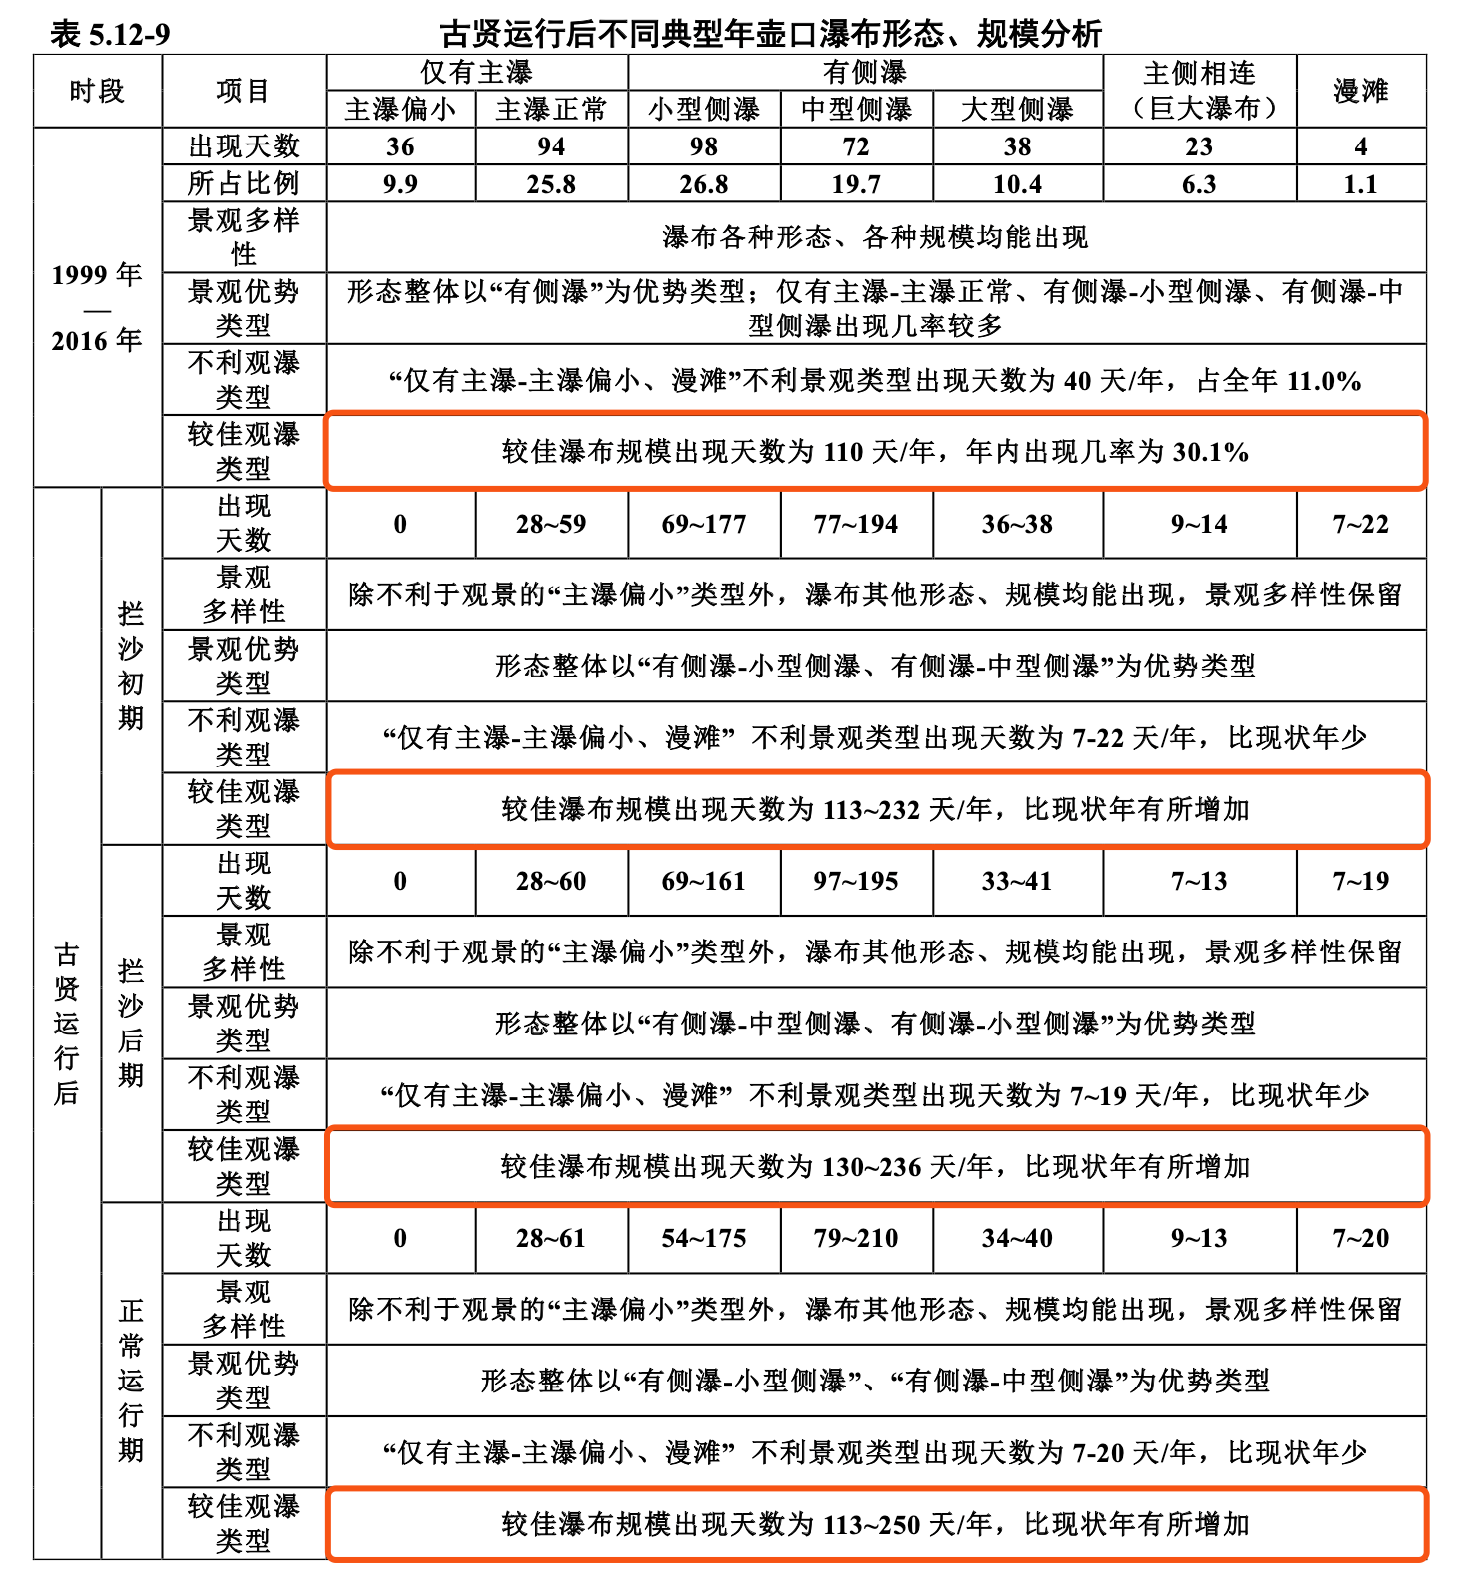 表 5.12-9 古贤运行后不同典型年壶口瀑布形态、规模分析
时段 项目 仅有主瀑 有侧瀑 主侧相连（巨大瀑布） 漫滩
主瀑偏小 主瀑正常 小型侧瀑 中型侧瀑 大型侧瀑
1999 年
—
2016 年
出现天数 36 94 98 72 38 23 4
所占比例 9.9 25.8 26.8 19.7 10.4 6.3 1.1
景观多样
性
瀑布各种形态、各种规模均能出现
景观优势
类型
形态整体以“有侧瀑”为优势类型；仅有主瀑-主瀑正常、有侧瀑-小型侧瀑、有侧瀑-中
型侧瀑出现几率较多
不利观瀑
类型
“仅有主瀑-主瀑偏小、漫滩”不利景观类型出现天数为 40 天/年，占全年 11.0%
较佳观瀑
类型
较佳瀑布规模出现天数为 110 天/年，年内出现几率为 30.1%
古贤运行后
拦沙初期
出现
天数
0 28~59 69~177 77~194 36~38 9~14 7~22
景观
多样性
除不利于观景的“主瀑偏小”类型外，瀑布其他形态、规模均能出现，景观多样性保留
景观优势
类型
形态整体以“有侧瀑-小型侧瀑、有侧瀑-中型侧瀑”为优势类型
不利观瀑
类型
“仅有主瀑-主瀑偏小、漫滩” 不利景观类型出现天数为 7-22 天/年，比现状年少
较佳观瀑
类型
较佳瀑布规模出现天数为 113~232 天/年，比现状年有所增加
拦沙后期
出现
天数
0 28~60 69~161 97~195 33~41 7~13 7~19
景观
多样性
除不利于观景的“主瀑偏小”类型外，瀑布其他形态、规模均能出现，景观多样性保留
景观优势
类型
形态整体以“有侧瀑-中型侧瀑、有侧瀑-小型侧瀑”为优势类型
不利观瀑
类型
“仅有主瀑-主瀑偏小、漫滩” 不利景观类型出现天数为 7~19 天/年，比现状年少
较佳观瀑
类型
较佳瀑布规模出现天数为 130~236 天/年，比现状年有所增加
正常运行期
出现
天数
0 28~61 54~175 79~210 34~40 9~13 7~20
景观
多样性
除不利于观景的“主瀑偏小”类型外，瀑布其他形态、规模均能出现，景观多样性保留
景观优势
类型
形态整体以“有侧瀑-小型侧瀑”、“有侧瀑-中型侧瀑”为优势类型
不利观瀑
类型
“仅有主瀑-主瀑偏小、漫滩” 不利景观类型出现天数为 7-20 天/年，比现状年少
较佳观瀑
类型
较佳瀑布规模出现天数为 113~250 天/年，比现状年有所增加